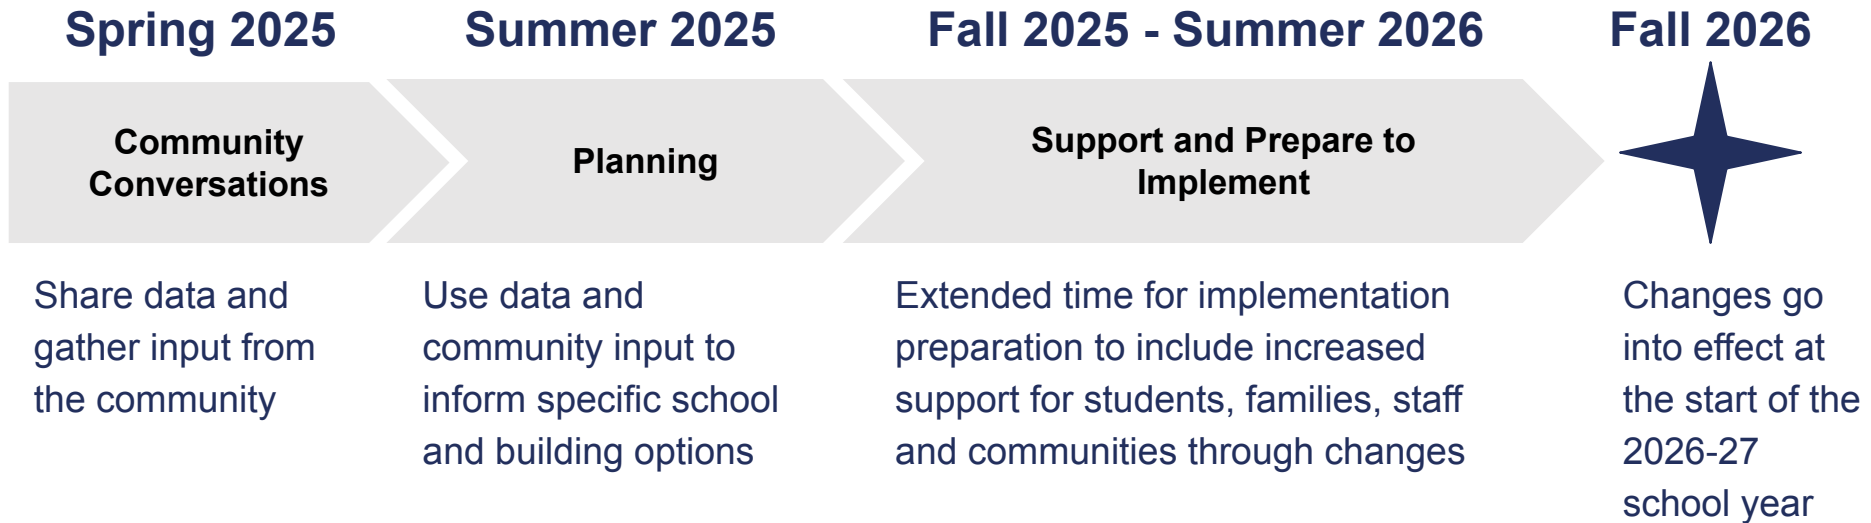 Spring 2025
Summer 2025
Fall 2025 - Summer 2026
Fall 2026
Community
Conversations
Planning
Support and Prepare to
Implement
Share data and
gather input from
the community
Use data and
community input to
inform specific school
and building options
Extended time for implementation
preparation to include increased
support for students, families, staff
and communities through changes
Changes go
into effect at
the start of the
2026-27
school year